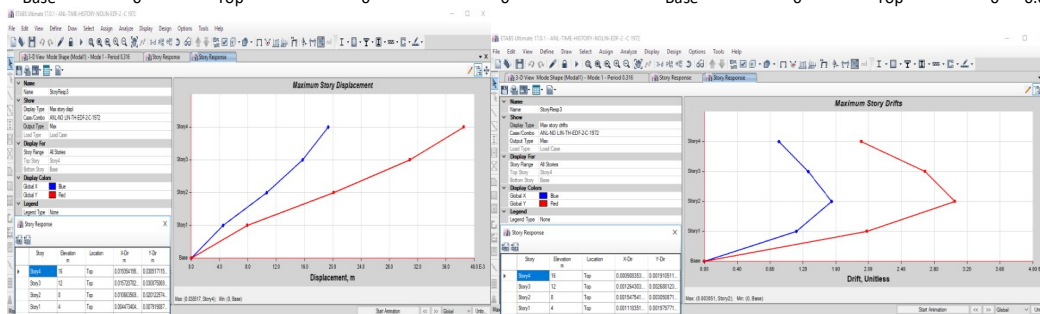 Base 0 Top 0 0 Base 0 Top 0
ETABS Ultimate 17.0.1 - ANL-TIME-HISTORY-NOLIN-EDF-2 -C 1972
File Edit View Define Draw Select Assign Analyze Display Design Options Tools Help
3-D View Mode Shape (Modal1) - Mode 1 - Period 0.316 Story Response Story Response
Name
Name StoryResp3
Show
Display Type Max story displ
Case/Combo ANL-NO LIN-TH-EDF-2-C-1972
Output Type Max
Load Type Load Case
Display For
Story Range All Stories
Top Story Story4
Bottom Story Base
Display Colors
Global X Blue
Global Y Red
Legend
Legend Type None
Story Response X
Story Elevation Location X-Dir Y-Dir
m
Story4 16 Top
Story3 12 Top
Story2 8 Top
Story1 4 Top
Maximum Story Displacement
Story4
Story3
Story2
Story1
Base
0.0 4.0 8.0 12.0 16.0 20.0 24.0 28.0 32.0 36.0 40.0 E-3
Displacement, m
Max: (0.038917, Story4); Min: (0, Base)
Start Animation << >> Global
ETABS Ultimate 17.0.1 - ANL-TIME-HISTORY-NOLIN-EDF-2 -C 1972
File Edit View Define Draw Select Assign Analyze Display Design Options Tools Help
3-D View Mode Shape (Modal1) - Mode 1 - Period 0.316 Story Response Story Response
Name
Name StoryResp3
Show
Display Type Max story drifts
Case/Combo ANL-NO LIN-TH-EDF-2-C-1972
Output Type Max
Load Type Load Case
Display For
Story Range All Stories
Top Story Story4
Bottom Story Base
Display Colors
Global X Blue
Global Y Red
Legend
Legend Type None
Story Response X
Story Elevation Location X-Dir Y-Dir
m
Story4 16 Top
Story3 12 Top
Story2 8 Top
Story1 4 Top
Maximum Story Drifts
Story4
Story3
Story2
Story1
Base
0.00 0.40 0.80 1.20 1.60 2.00 2.40 2.80 3.20 3.60
Drift, Unitless
Max: (0.003051, Story2); Min: (0, Base)
Start Animation << >> Global